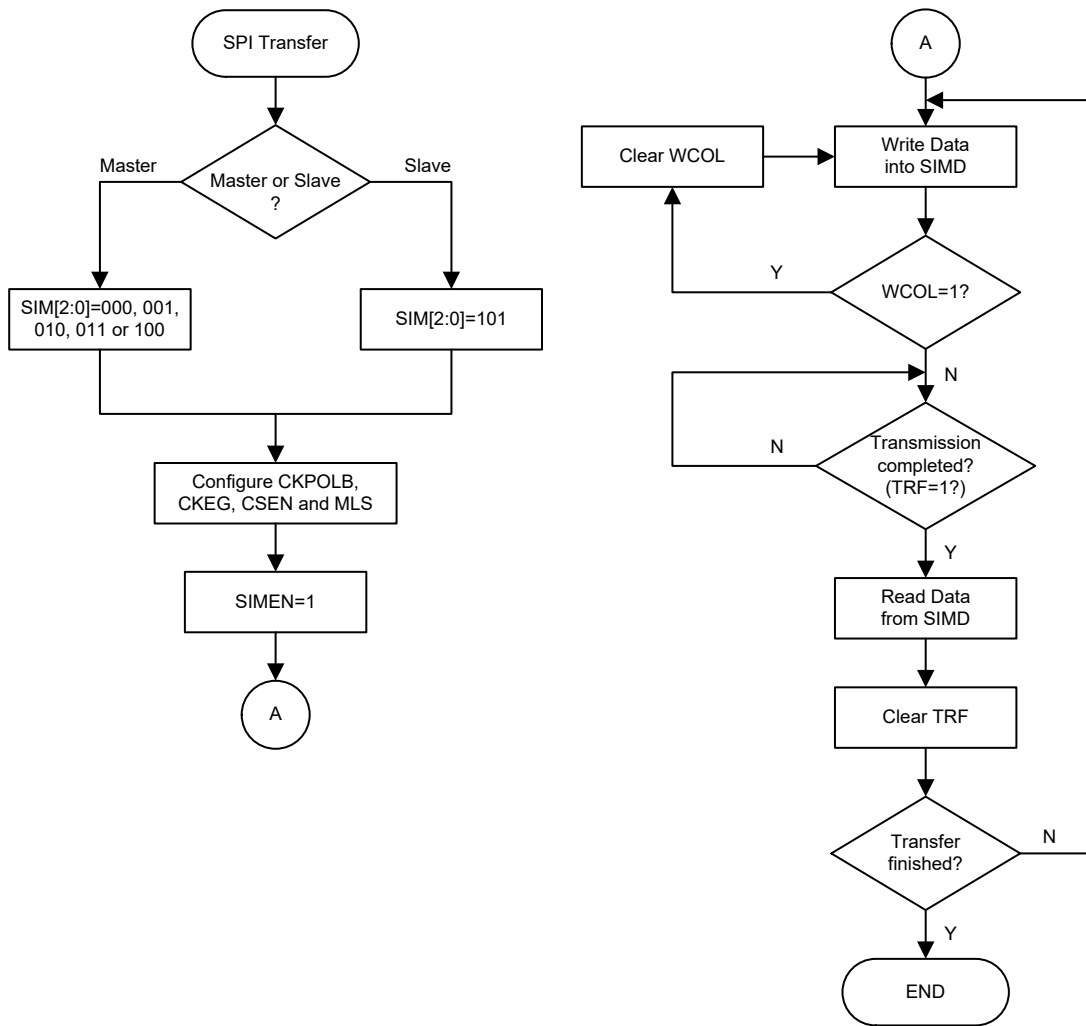 SPI Transfer
Master
Master or Slave
?
Slave
SIM[2:0]=000, 001,
010, 011 or 100
SIM[2:0]=101
Configure CKPOLB,
CKEG, CSEN and MLS
SIMEN=1
A
A
Clear WCOL
Write Data
into SIMD
Y
WCOL=1?
N
N
Transmission
completed?
(TRF=1?)
Y
Read Data
from SIMD
Clear TRF
Transfer
finished?
N
Y
END